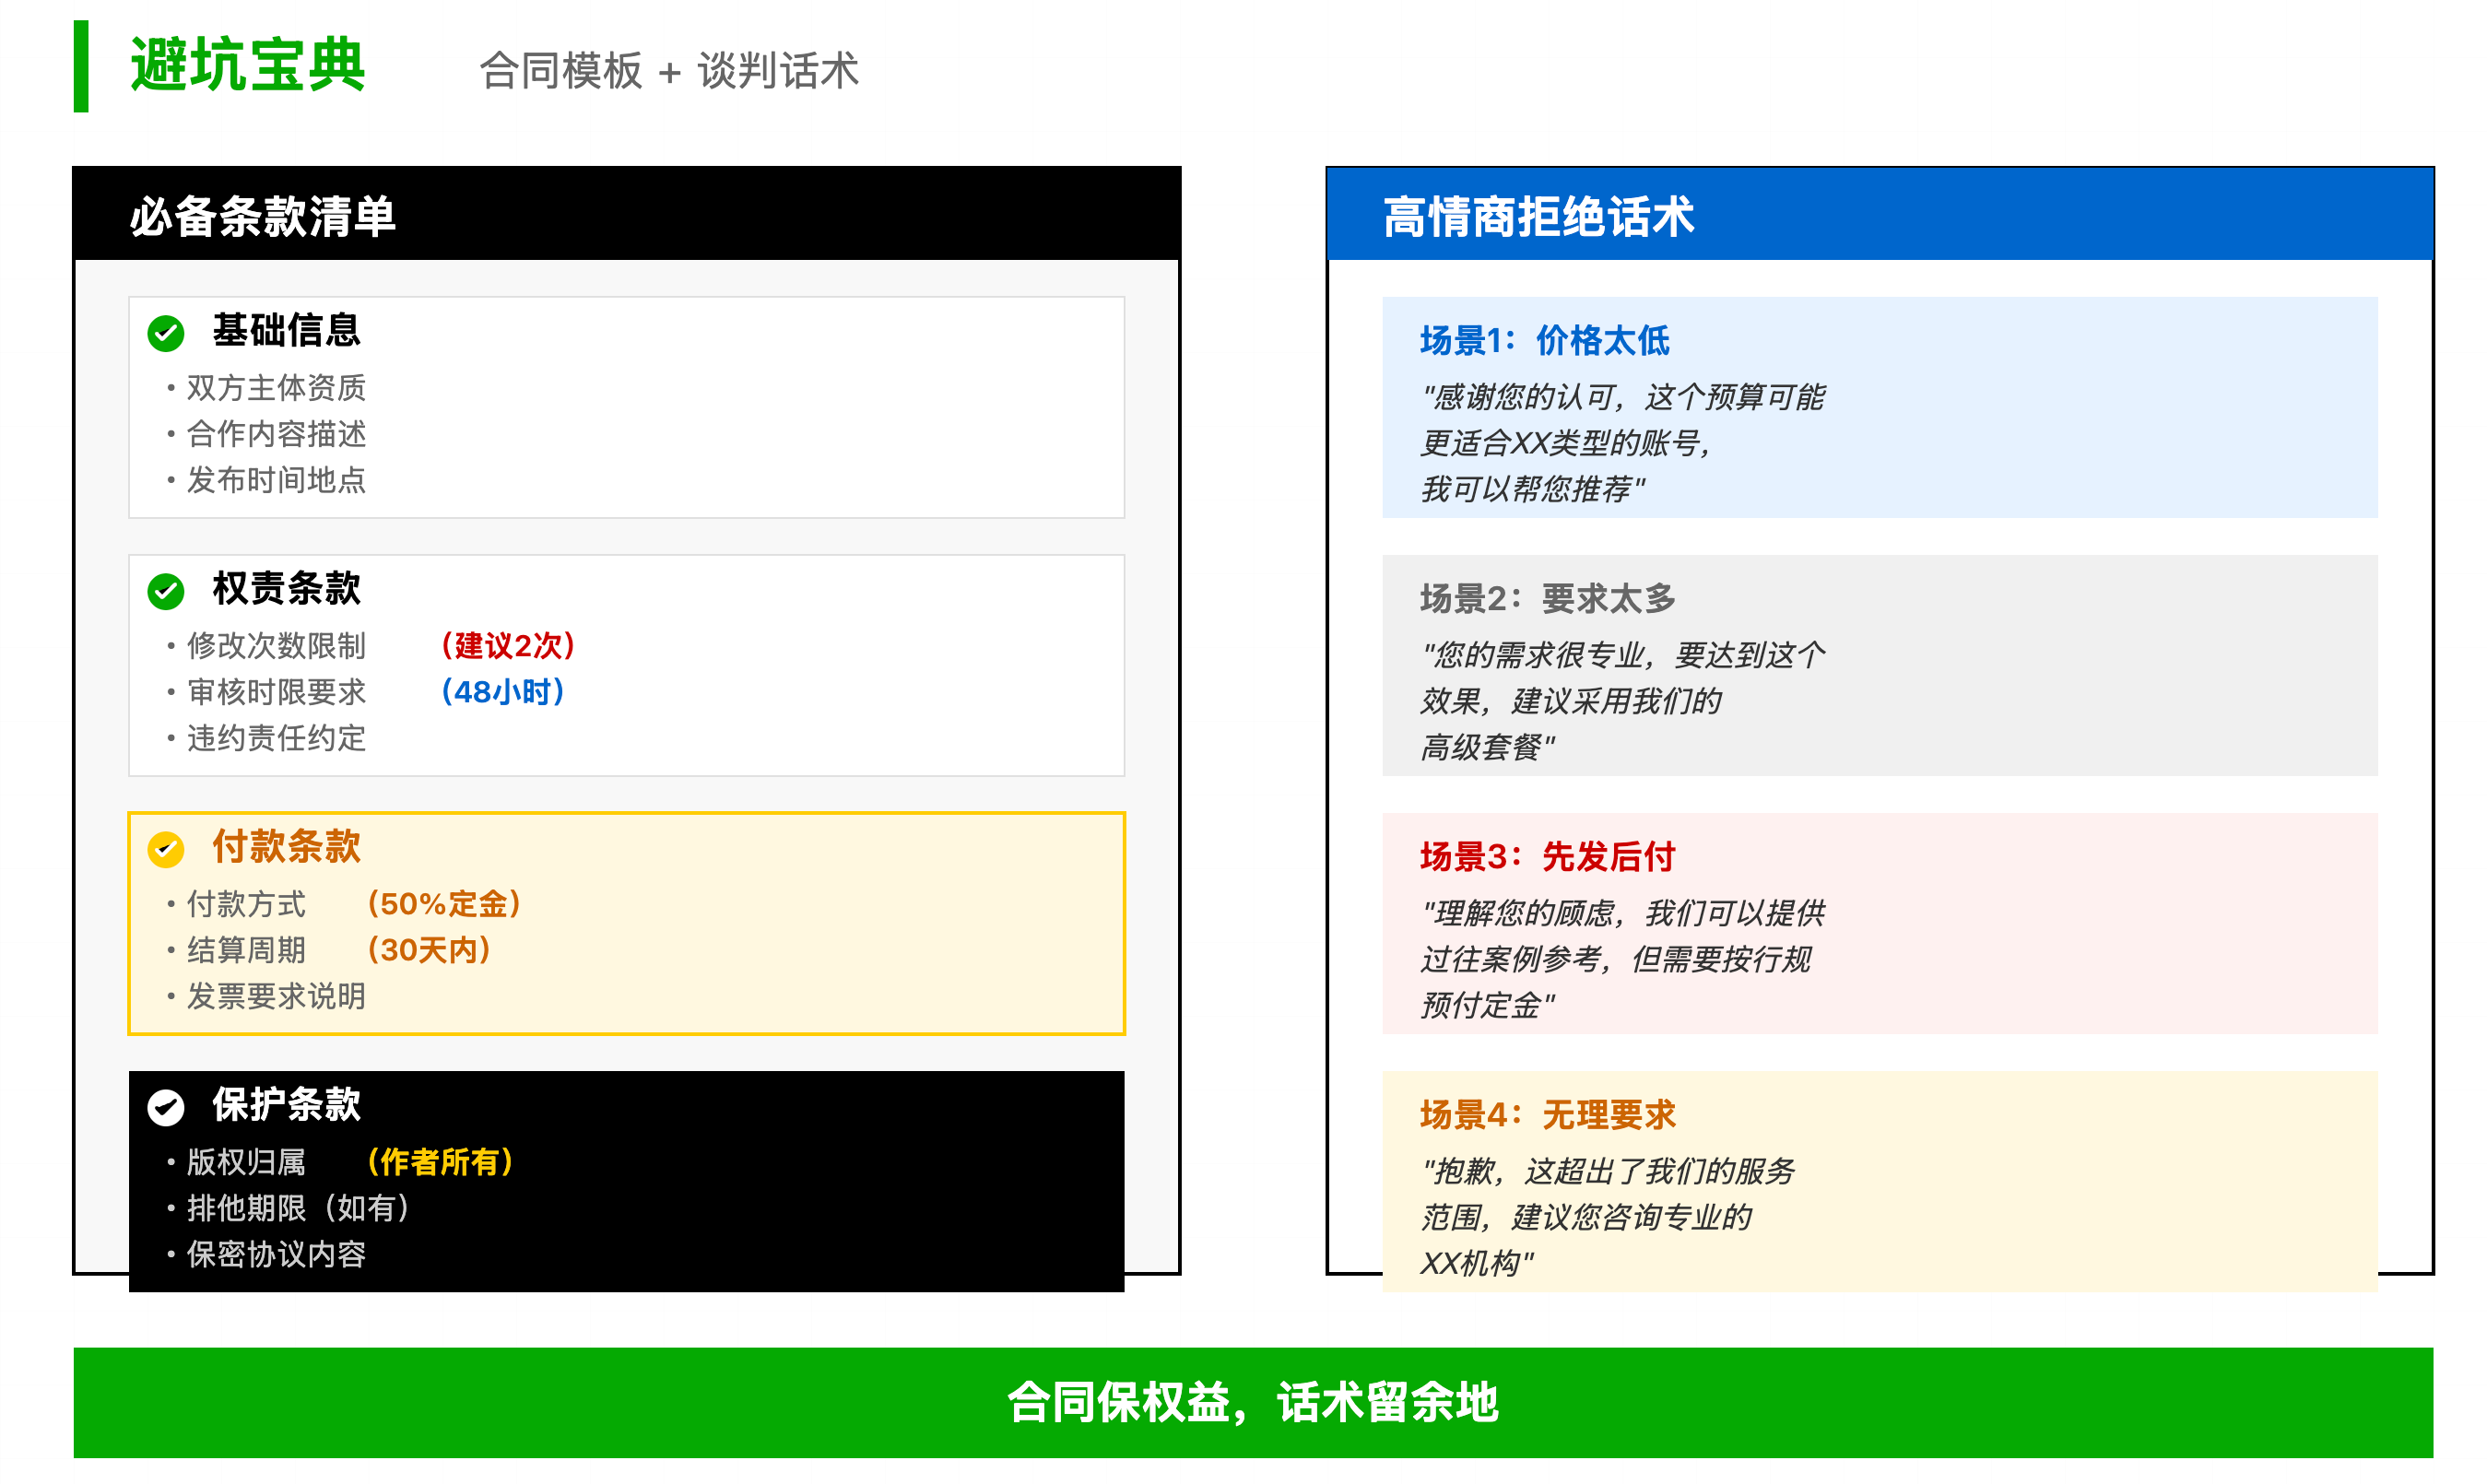 避坑宝典
合同模板 + 谈判话术
必备条款清单
基础信息
• 双方主体资质
• 合作内容描述
• 发布时间地点
权责条款
• 修改次数限制 （建议2次）
• 审核时限要求 （48小时）
• 违约责任约定
付款条款
• 付款方式 （50%定金）
• 结算周期 （30天内）
• 发票要求说明
保护条款
• 版权归属 （作者所有）
• 排他期限（如有）
• 保密协议内容
高情商拒绝话术
场景1：价格太低
"感谢您的认可，这个预算可能
更适合XX类型的账号，
我可以帮您推荐"
场景2：要求太多
"您的需求很专业，要达到这个
效果，建议采用我们的
高级套餐"
场景3：先发后付
"理解您的顾虑，我们可以提供
过往案例参考，但需要按行规
预付定金"
场景4：无理要求
"抱歉，这超出了我们的服务
范围，建议您咨询专业的
XX机构"
合同保权益，话术留余地